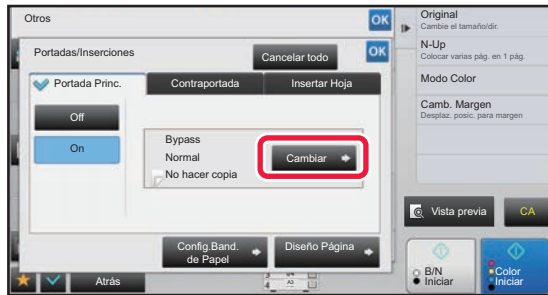 Otros
OK
Portadas/Inserciones
Cancelar todo
OK
Portada Princ.
Contraportada
Insertar Hoja
Off
On
Bypass
Normal
No hacer copia
Cambiar
Config.Band.
de Papel
Diseño Página
Atrás
Original
Cambie el tamaño/dir.
N-Up
Colocar varias pág. en 1 pág.
Modo Color
Camb. Margen
Desplaz. posic. para margen
Vista previa
CA
B/N
Iniciar
Color
Iniciar